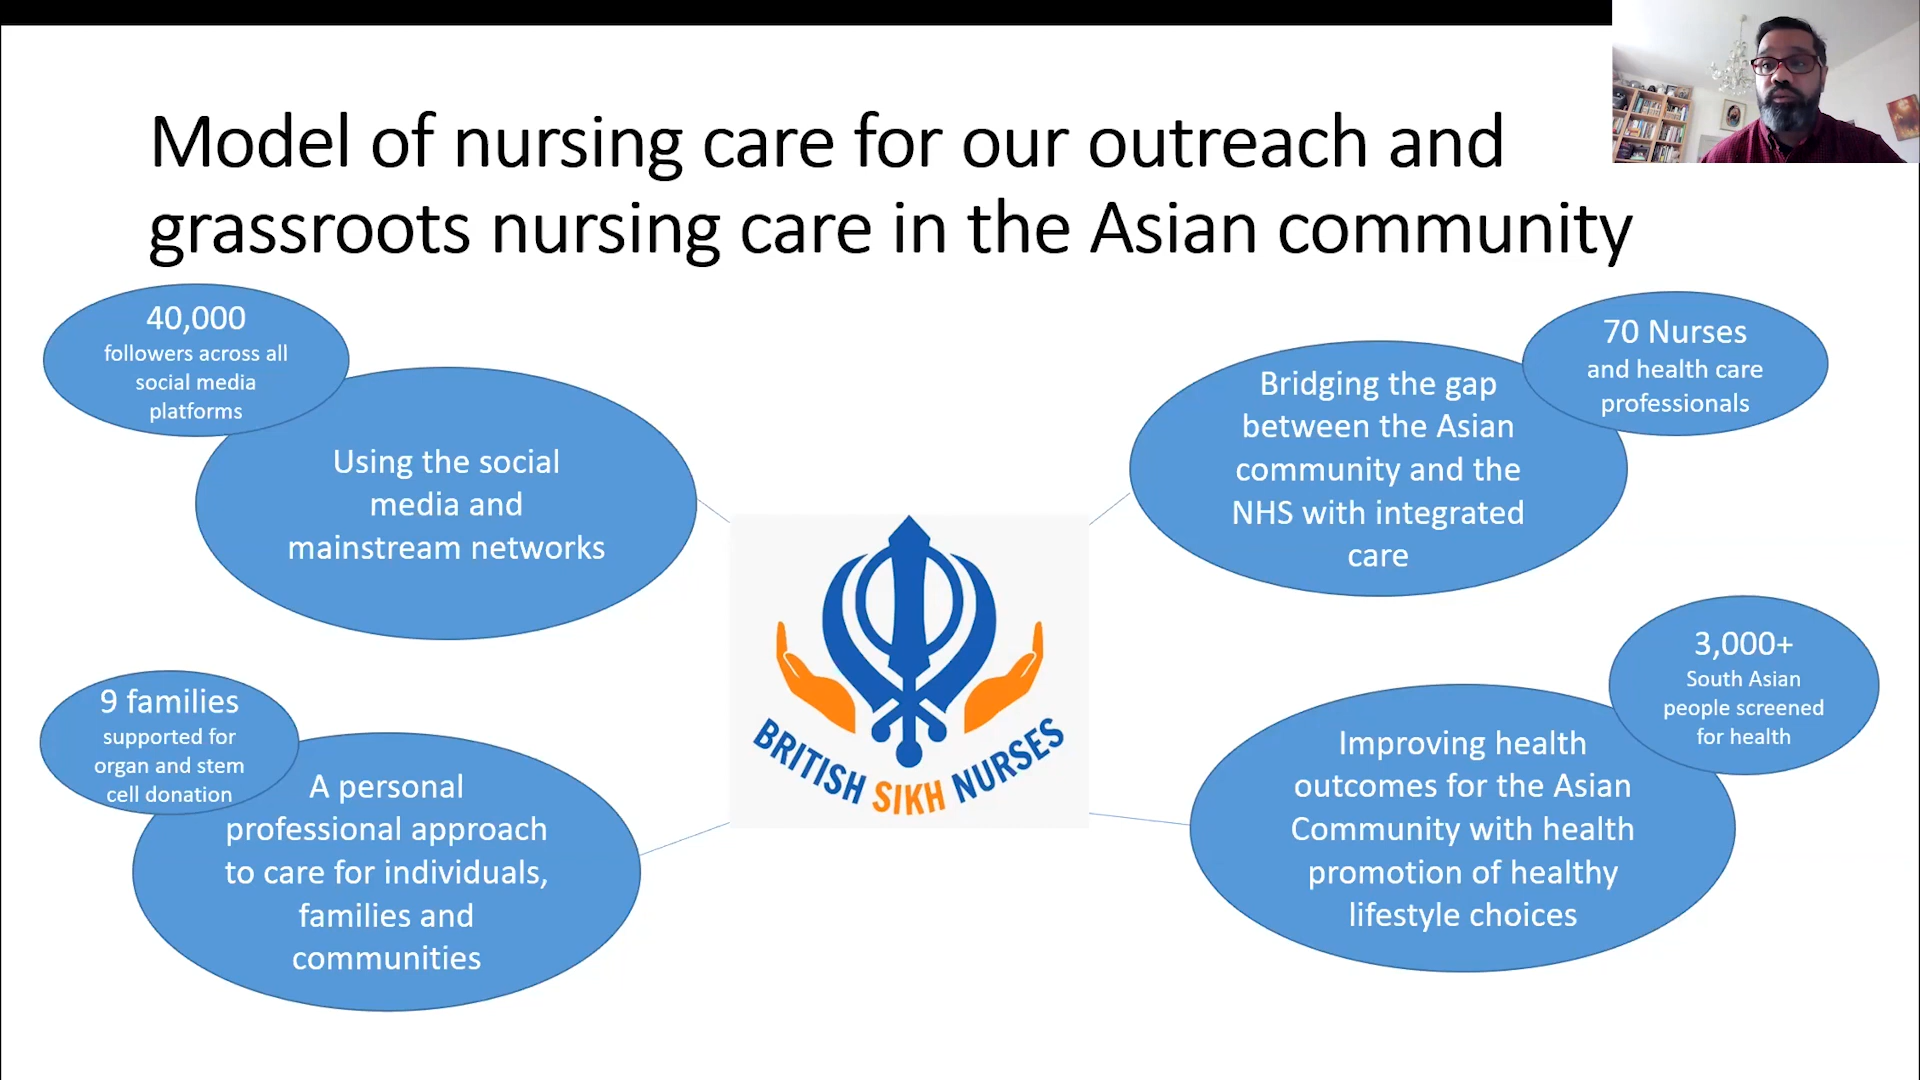 Model of nursing care for our outreach and
grassroots nursing care in the Asian community
40,000
followers across all
social media
platforms
Using the social
media and
mainstream networks
70 Nurses
and health care
professionals
Bridging the gap
between the Asian
community and the
NHS with integrated
care
BRITISH SIKH NURSES
9 families
supported for
organ and stem
cell donation
A personal
professional approach
to care for individuals,
families and
communities
3,000+
South Asian
people screened
for health
Improving health
outcomes for the Asian
Community with health
promotion of healthy
lifestyle choices